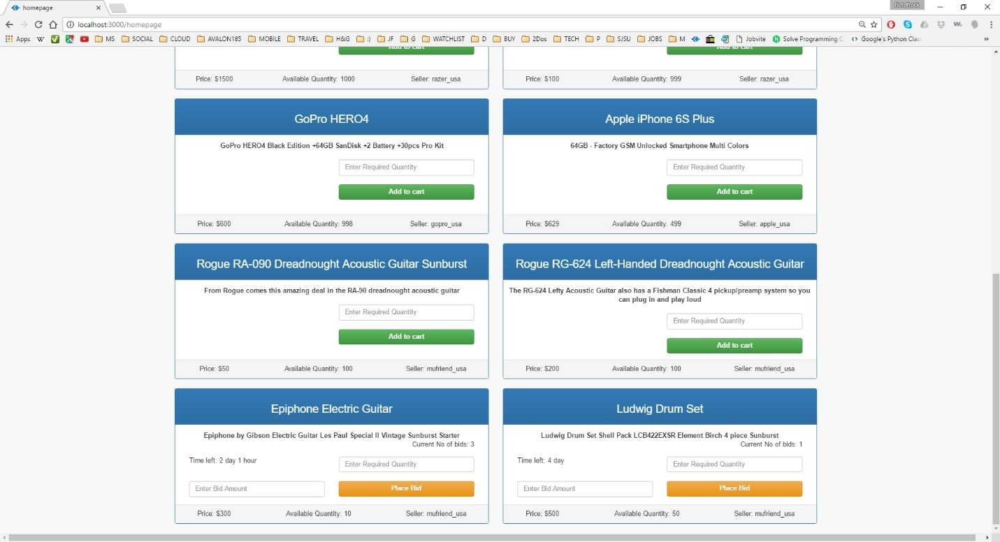 homepage
notafrock
localhost:3000/homepage
Apps MS SOCIAL CLOUD AVALON185 MOBILE TRAVEL H&G :) JF G WATCHLIST D BUY 2Dos TECH P SJSU JOBS M Jobvite Solve Programming Google's Python Clas »
Add to cart Add to cart
Price: $1500 Available Quantity: 1000 Seller: razer_usa
Price: $100 Available Quantity: 999 Seller: razer_usa
GoPro HERO4
GoPro HERO4 Black Edition +64GB SanDisk +2 Battery +30pcs Pro Kit
Enter Required Quantity
Add to cart
Price: $600 Available Quantity: 998 Seller: gopro_usa
Apple iPhone 6S Plus
64GB - Factory GSM Unlocked Smartphone Multi Colors
Enter Required Quantity
Add to cart
Price: $629 Available Quantity: 499 Seller: apple_usa
Rogue RA-090 Dreadnought Acoustic Guitar Sunburst
From Rogue comes this amazing deal in the RA-90 dreadnought acoustic guitar
Enter Required Quantity
Add to cart
Price: $50 Available Quantity: 100 Seller: mufriend_usa
Rogue RG-624 Left-Handed Dreadnought Acoustic Guitar
The RG-624 Lefty Acoustic Guitar also has a Fishman Classic 4 pickup/preamp system so you
can plug in and play loud
Enter Required Quantity
Add to cart
Price: $200 Available Quantity: 100 Seller: mufriend_usa
Epiphone Electric Guitar
Epiphone by Gibson Electric Guitar Les Paul Special II Vintage Sunburst Starter
Current No of bids: 3
Time left: 2 day 1 hour
Enter Required Quantity
Enter Bid Amount
Place Bid
Price: $300 Available Quantity: 10 Seller: mufriend_usa
Ludwig Drum Set
Ludwig Drum Set Shell Pack LCB422EXSR Element Birch 4 piece Sunburst
Current No of bids: 1
Time left: 4 day
Enter Required Quantity
Enter Bid Amount
Place Bid
Price: $500 Available Quantity: 50 Seller: mufriend_usa